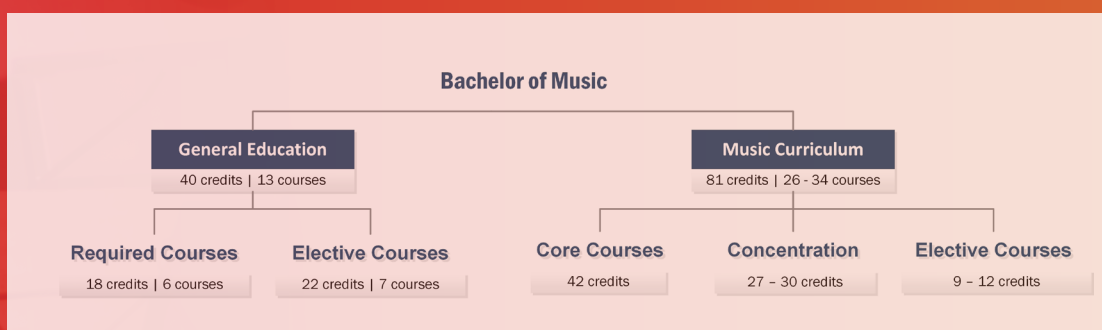 Bachelor of Music
General Education
40 credits | 13 courses
Music Curriculum
81 credits | 26 - 34 courses
Required Courses
18 credits | 6 courses
Elective Courses
22 credits | 7 courses
Core Courses
42 credits
Concentration
27 – 30 credits
Elective Courses
9 – 12 credits